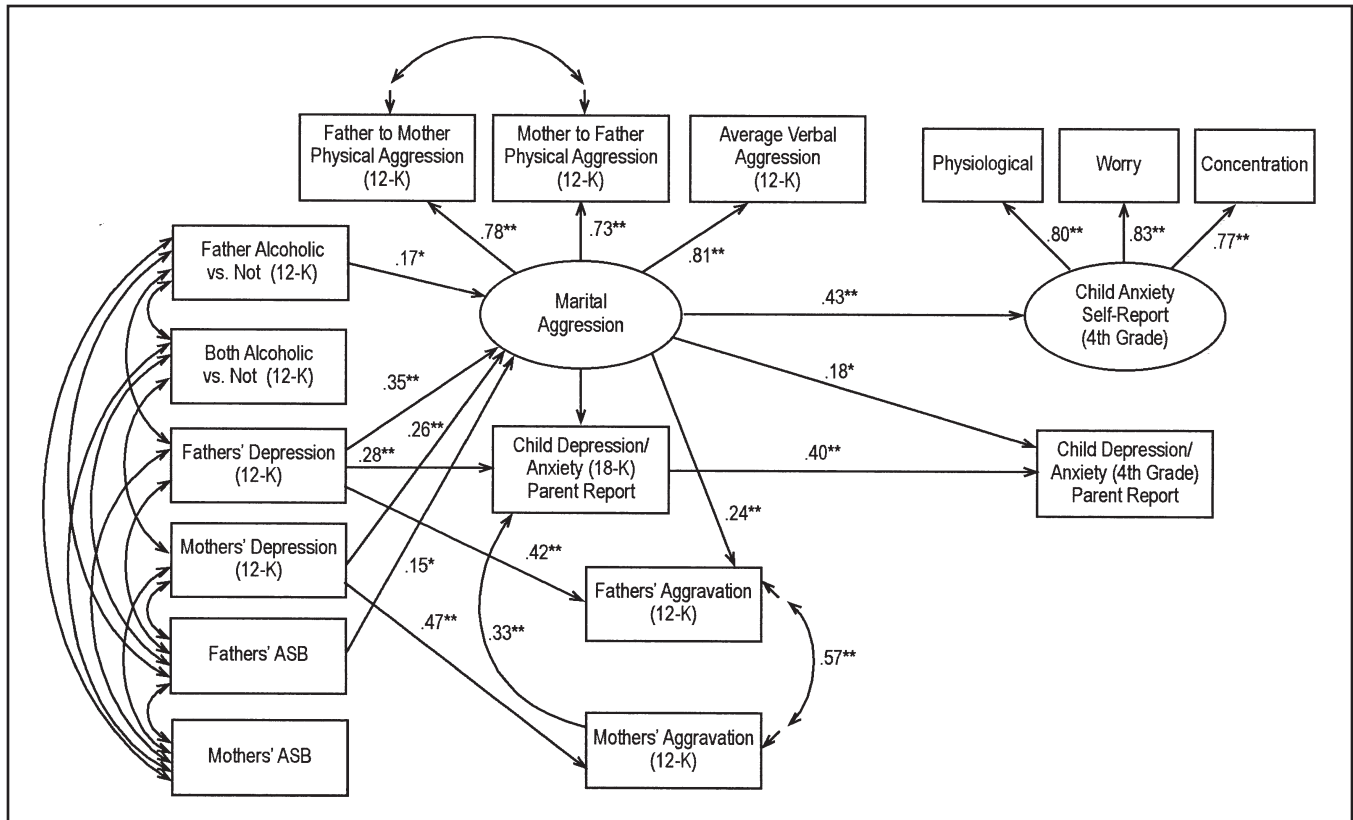 Father to Mother
Physical Aggression
(12-K)
Mother to Father
Physical Aggression
(12-K)
Average Verbal
Aggression
(12-K)
Physiological
Worry
Concentration
.78**
.73**
.81**
.80**
.83**
.77**
Father Alcoholic
vs. Not (12-K)
.17*
Marital
Aggression
.43**
Child Anxiety
Self-Report
(4th Grade)
Both Alcoholic
vs. Not (12-K)
.35**
.26**
.18*
Fathers' Depression
(12-K)
.28**
Child Depression/
Anxiety (18-K)
Parent Report
.40**
Child Depression/
Anxiety (4th Grade)
Parent Report
.24**
Mothers' Depression
(12-K)
.42**
.15*
Fathers' Aggravation
(12-K)
.47**
.33**
.57**
Fathers' ASB
Mothers' Aggravation
(12-K)
Mothers' ASB